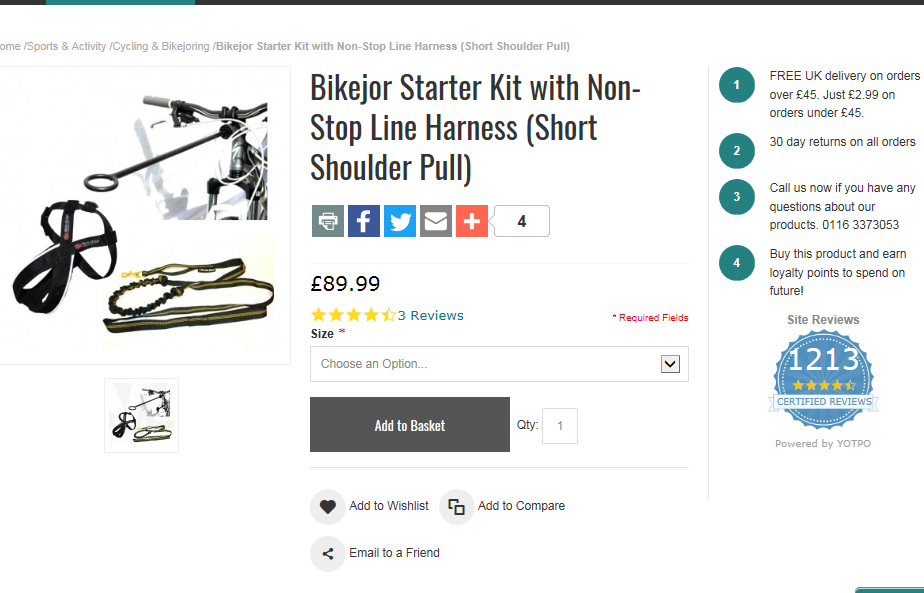 ome /Sports & Activity /Cycling & Bikejoring /Bikejor Starter Kit with Non-Stop Line Harness (Short Shoulder Pull)
Bikejor Starter Kit with Non-
Stop Line Harness (Short
Shoulder Pull)
4
£89.99
3 Reviews
* Required Fields
Size *
Choose an Option...
Add to Basket
Qty:
1
Add to Wishlist
Add to Compare
Email to a Friend
1
FREE UK delivery on orders
over £45. Just £2.99 on
orders under £45.
2
30 day returns on all orders
3
Call us now if you have any
questions about our
products. 0116 3373053
4
Buy this product and earn
loyalty points to spend on
future!
Site Reviews
1213
CERTIFIED REVIEWS
Powered by YOTPO